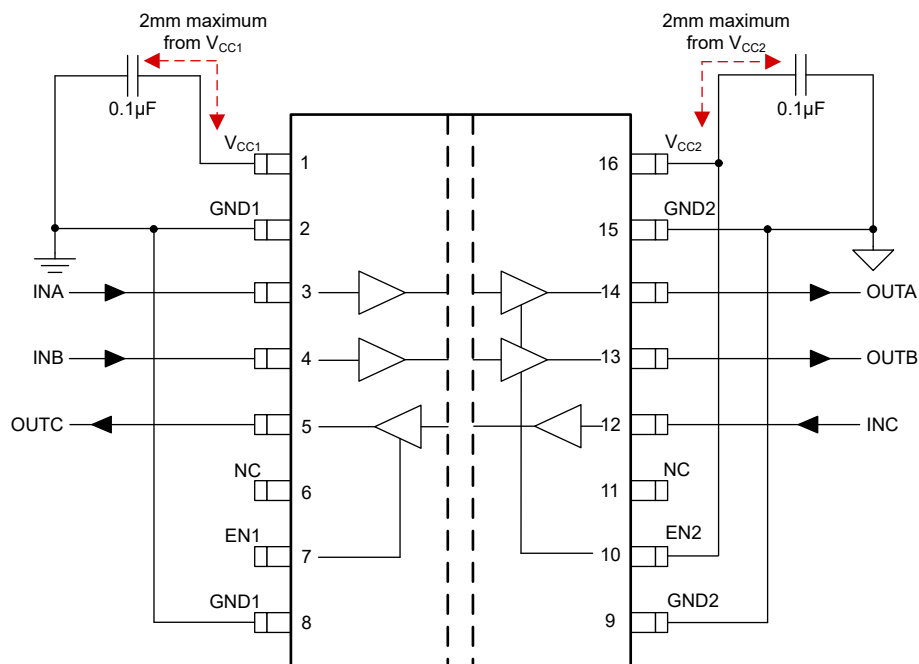 2mm maximum
from VCC1
2mm maximum
from VCC2
0.1µF
0.1µF
VCC1
1
16
VCC2
GND1
2
15
GND2
INA
3
14
OUTA
INB
4
13
OUTB
OUTC
5
12
INC
NC
6
11
NC
EN1
7
10
EN2
GND1
8
9
GND2